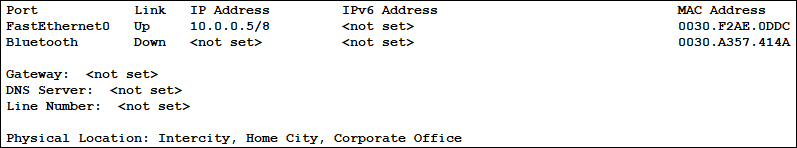 Port Link IP Address IPv6 Address MAC Address
FastEthernet0 Up 10.0.0.5/8 <not set> 0030.F2AE.0DDC
Bluetooth Down <not set> <not set> 0030.A357.414A
Gateway: <not set>
DNS Server: <not set>
Line Number: <not set>
Physical Location: Intercity, Home City, Corporate Office